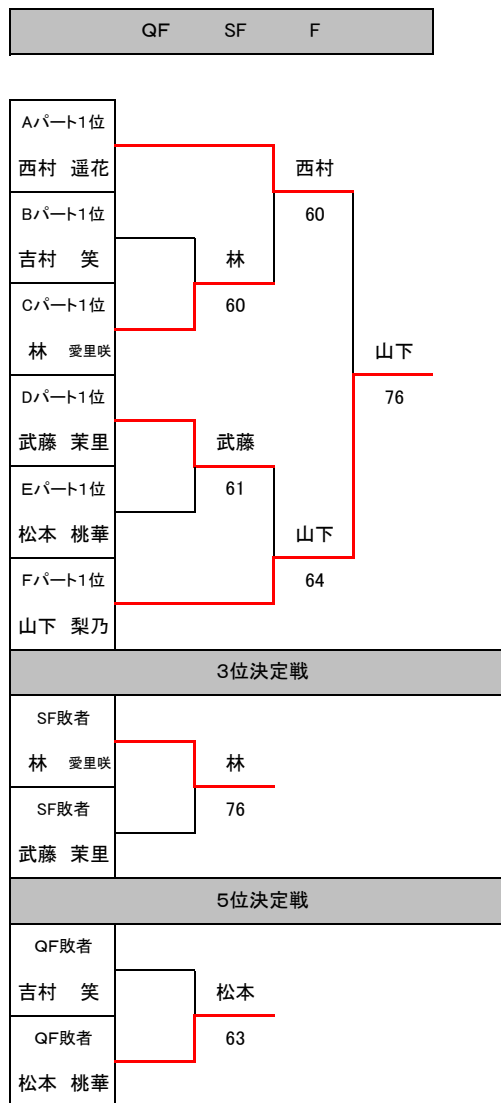 QF SF F
Aパート1位
西村 遥花 西村
Bパート1位 60
吉村 笑 林
Cパート1位 60
林 愛里咲 山下
Dパート1位 76
武藤 茉里 武藤
Eパート1位 61
松本 桃華 山下
Fパート1位 64
山下 梨乃
3位決定戦
SF敗者
林 愛里咲 林
SF敗者 76
武藤 茉里
5位決定戦
QF敗者
吉村 笑 松本
QF敗者 63
松本 桃華